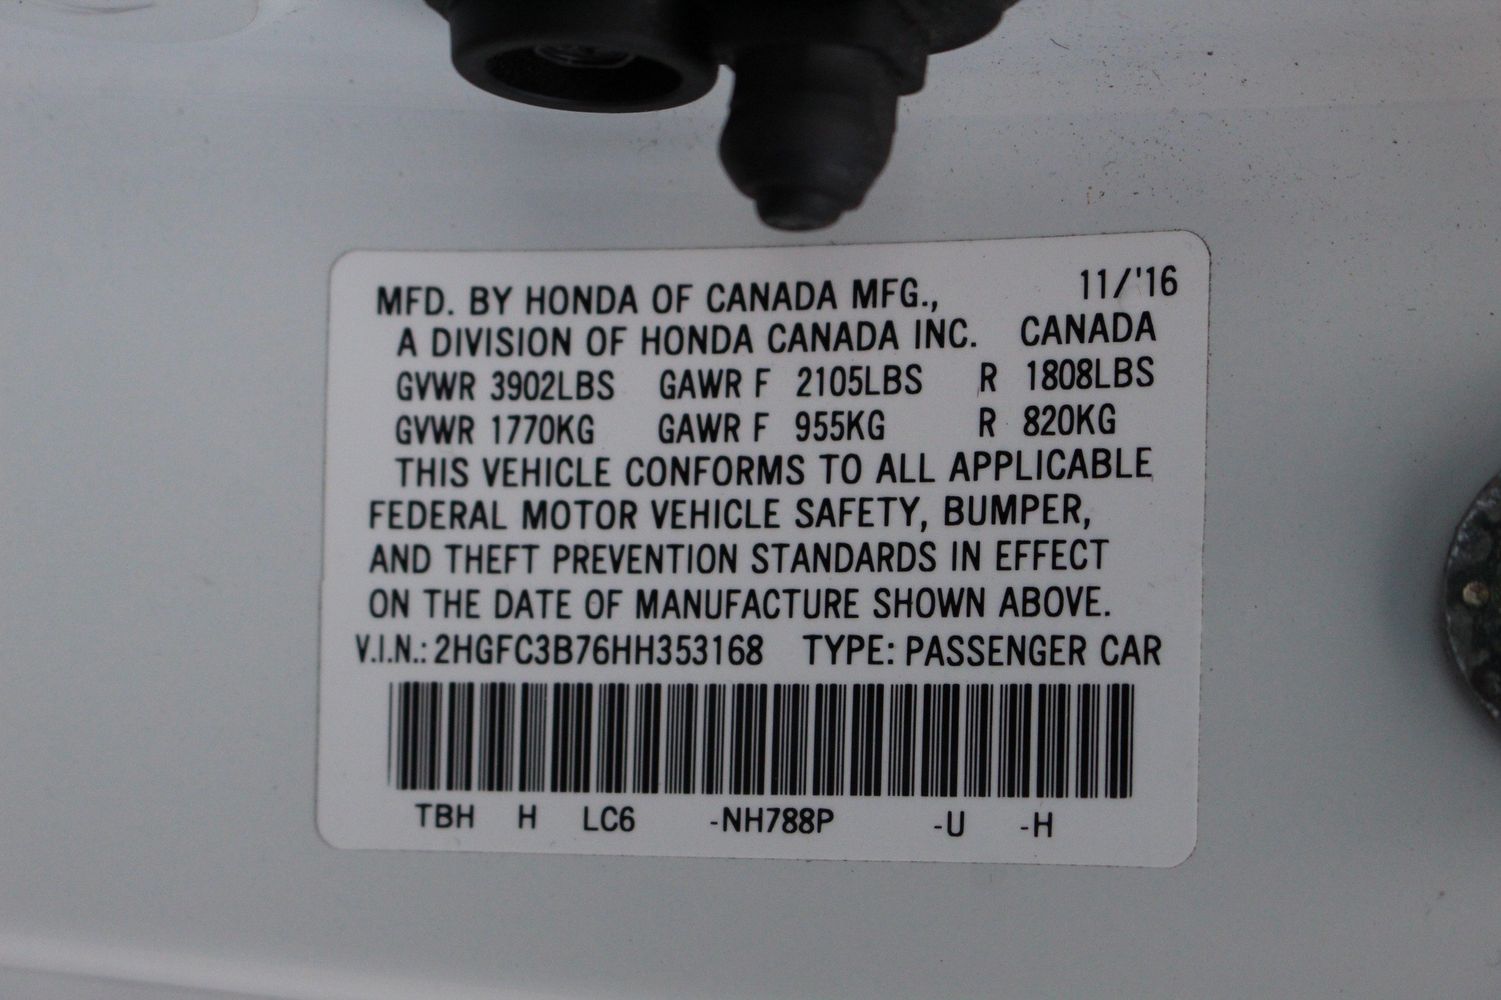 MFD. BY HONDA OF CANADA MFG., 11/'16
A DIVISION OF HONDA CANADA INC. CANADA
GVWR 3902LBS GAWR F 2105LBS R 1808LBS
GVWR 1770KG GAWR F 955KG R 820KG
THIS VEHICLE CONFORMS TO ALL APPLICABLE
FEDERAL MOTOR VEHICLE SAFETY, BUMPER,
AND THEFT PREVENTION STANDARDS IN EFFECT
ON THE DATE OF MANUFACTURE SHOWN ABOVE.
V.I.N.: 2HGFC3B76HH353168 TYPE: PASSENGER CAR
TBH H LC6 -NH788P -U -H